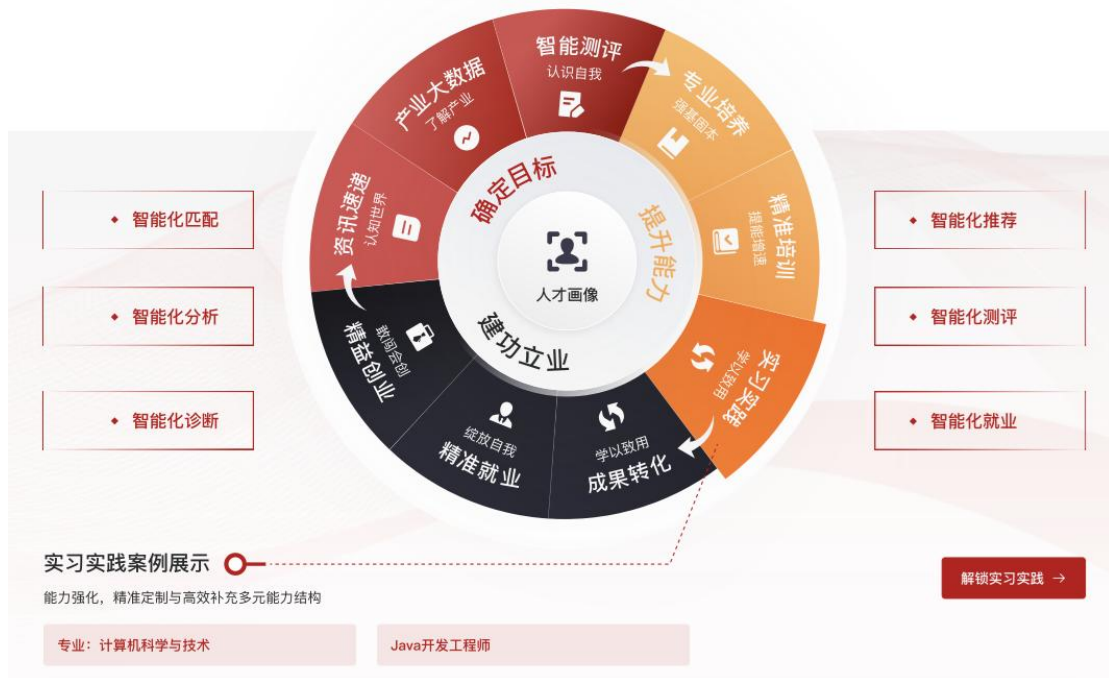 智能测评
认识自我
专业培养
强基固本
精准培训
提能增速
实习实践
学以致用
成果转化
学以致用
精准就业
绽放自我
精益创业
敢闯会创
资讯速递
认知世界
产业大数据
了解产业
确定目标
提升能力
建功立业
人才画像
智能化匹配
智能化分析
智能化诊断
智能化推荐
智能化测评
智能化就业
实习实践案例展示
能力强化，精准定制与高效补充多元能力结构
解锁实习实践 →
专业：计算机科学与技术
Java开发工程师